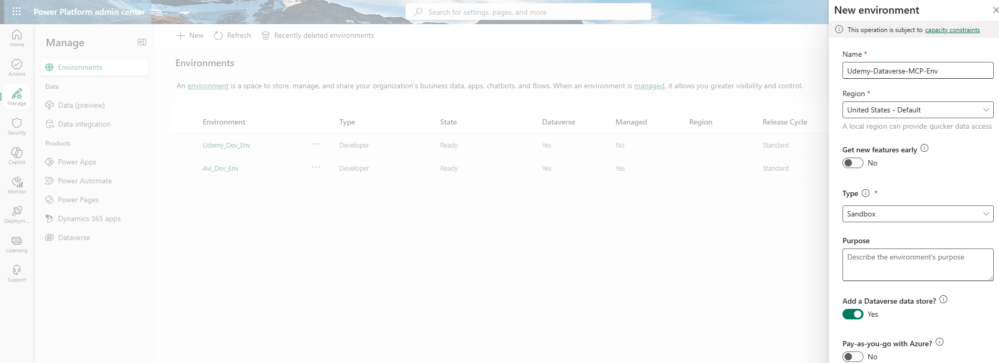 Power Platform admin center
Search for settings, pages, and more
Home
Actions
Manage
Security
Copilot
Monitor
Deploym...
Licensing
Support
Manage
Environments
Data
Data (preview)
Data integration
Products
Power Apps
Power Automate
Power Pages
Dynamics 365 apps
Dataverse
New Refresh Recently deleted environments
Environments
An environment is a space to store, manage, and share your organization's business data, apps, chatbots, and flows. When an environment is managed, it allows you greater visibility and control.
Environment Type State Dataverse Managed Region Release Cycle
Udemy_Dev_Env ... Developer Ready Yes No Standard
Avi_Dev_Env ... Developer Ready Yes Yes Standard
New environment
This operation is subject to capacity constraints
Name *
Udemy-Dataverse-MCP-Env
Region *
United States - Default
A local region can provide quicker data access
Get new features early
No
Type *
Sandbox
Purpose
Describe the environment's purpose
Add a Dataverse data store?
Yes
Pay-as-you-go with Azure?
No